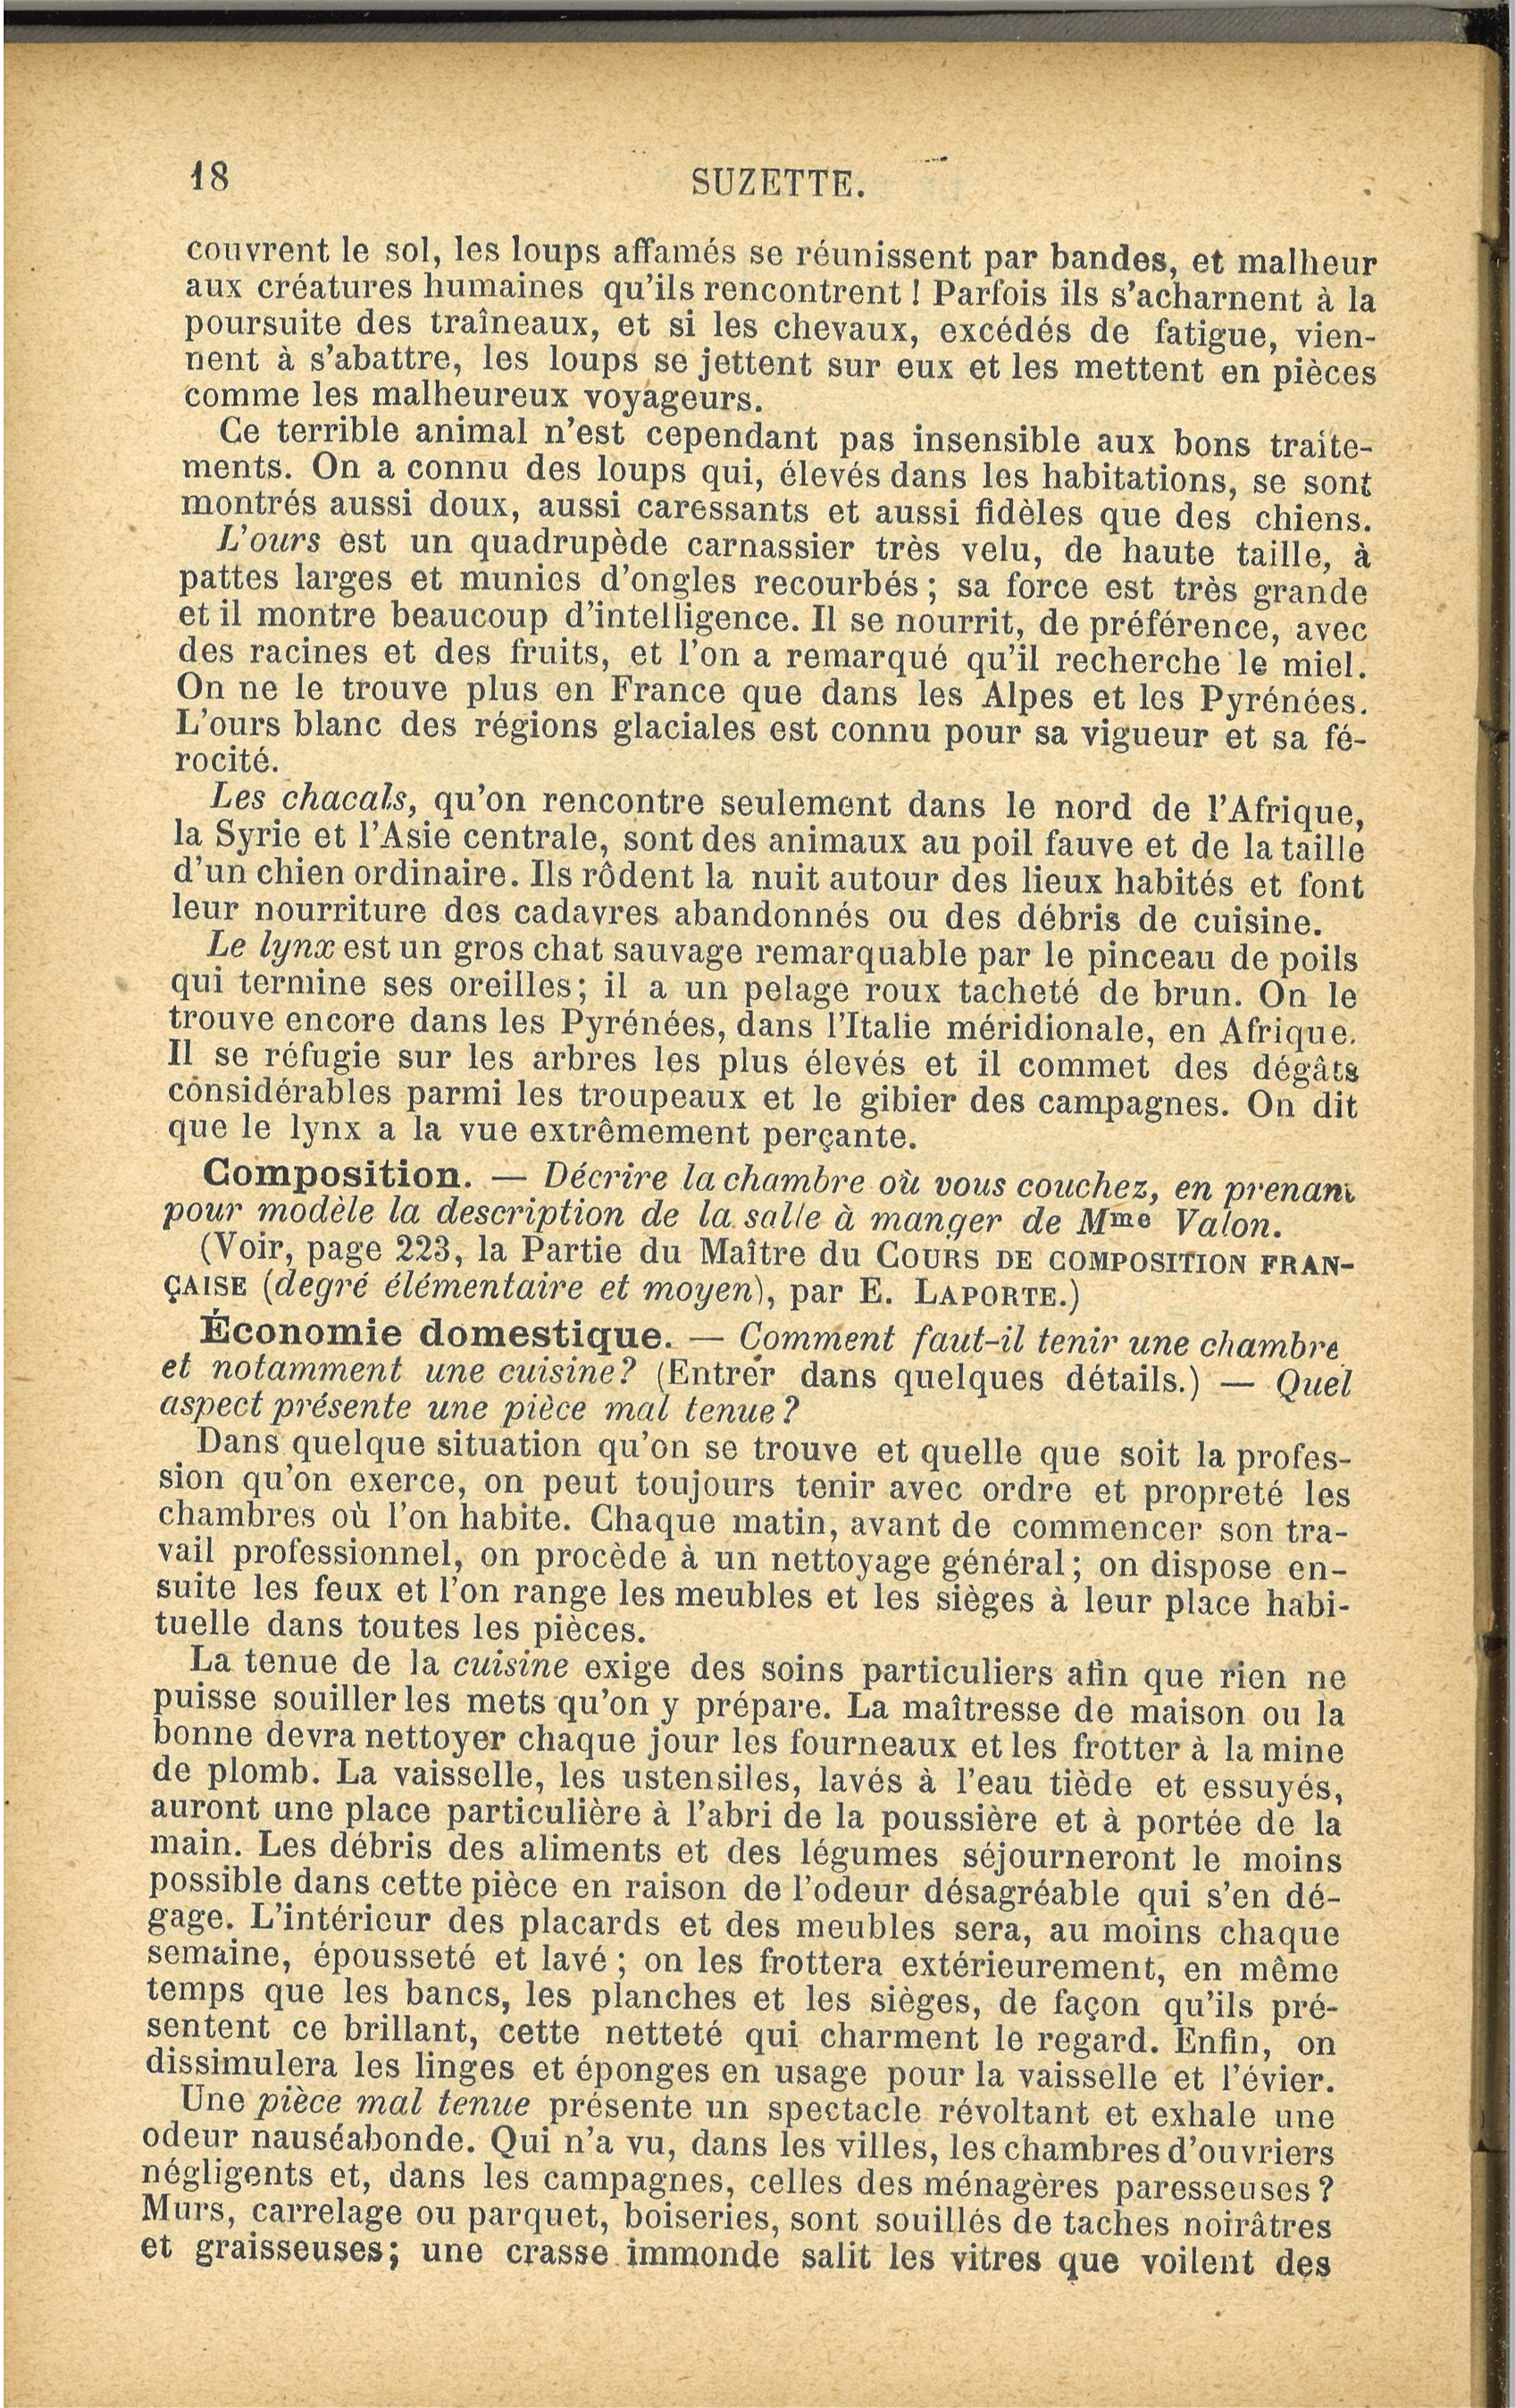 18
SUZETTE.
couvrent le sol, les loups affamés se réunissent par bandes, et malheur
aux créatures humaines qu'ils rencontrent ! Parfois ils s'acharnent à la
poursuite des traîneaux, et si les chevaux, excédés de fatigue, vien-
nent à s'abattre, les loups se jettent sur eux et les mettent en pièces
comme les malheureux voyageurs.
Ce terrible animal n'est cependant pas insensible aux bons traite-
ments. On a connu des loups qui, élevés dans les habitations, se sont
montrés aussi doux, aussi caressants et aussi fidèles que des chiens.
L'ours est un quadrupède carnassier très velu, de haute taille, à
pattes larges et munies d'ongles recourbés ; sa force est très grande
et il montre beaucoup d'intelligence. Il se nourrit, de préférence, avec
des racines et des fruits, et l'on a remarqué qu'il recherche le miel.
On ne le trouve plus en France que dans les Alpes et les Pyrénées.
L'ours blanc des régions glaciales est connu pour sa vigueur et sa fé-
rocité.
Les chacals, qu'on rencontre seulement dans le nord de l'Afrique,
la Syrie et l'Asie centrale, sont des animaux au poil fauve et de la taille
d'un chien ordinaire. Ils rôdent la nuit autour des lieux habités et font
leur nourriture des cadavres abandonnés ou des débris de cuisine.
Le lynx est un gros chat sauvage remarquable par le pinceau de poils
qui termine ses oreilles; il a un pelage roux tacheté de brun. On le
trouve encore dans les Pyrénées, dans l'Italie méridionale, en Afrique.
Il se réfugie sur les arbres les plus élevés et il commet des dégâts
considérables parmi les troupeaux et le gibier des campagnes. On dit
que le lynx a la vue extrêmement perçante.
Composition. — Décrire la chambre où vous couchez, en prenant
pour modèle la description de la salle à manger de Mme Valon.
(Voir, page 223, la Partie du Maître du COURS DE COMPOSITION FRAN-
ÇAISE (degré élémentaire et moyen), par E. LAPORTE.)
Économie domestique. — Comment faut-il tenir une chambre
et notamment une cuisine? (Entrer dans quelques détails.) — Quel
aspect présente une pièce mal tenue?
Dans quelque situation qu'on se trouve et quelle que soit la profes-
sion qu'on exerce, on peut toujours tenir avec ordre et propreté les
chambres où l'on habite. Chaque matin, avant de commencer son tra-
vail professionnel, on procède à un nettoyage général; on dispose en-
suite les feux et l'on range les meubles et les sièges à leur place habi-
tuelle dans toutes les pièces.
La tenue de la cuisine exige des soins particuliers afin que rien ne
puisse souiller les mets qu'on y prépare. La maîtresse de maison ou la
bonne devra nettoyer chaque jour les fourneaux et les frotter à la mine
de plomb. La vaisselle, les ustensiles, lavés à l'eau tiède et essuyés,
auront une place particulière à l'abri de la poussière et à portée de la
main. Les débris des aliments et des légumes séjourneront le moins
possible dans cette pièce en raison de l'odeur désagréable qui s'en dé-
gage. L'intérieur des placards et des meubles sera, au moins chaque
semaine, épousseté et lavé ; on les frottera extérieurement, en même
temps que les bancs, les planches et les sièges, de façon qu'ils pré-
sentent ce brillant, cette netteté qui charment le regard. Enfin, on
dissimulera les linges et éponges en usage pour la vaisselle et l'évier.
Une pièce mal tenue présente un spectacle révoltant et exhale une
odeur nauséabonde. Qui n'a vu, dans les villes, les chambres d'ouvriers
négligents et, dans les campagnes, celles des ménagères paresseuses ?
Murs, carrelage ou parquet, boiseries, sont souillés de taches noirâtres
et graisseuses; une crasse immonde salit les vitres que voilent des